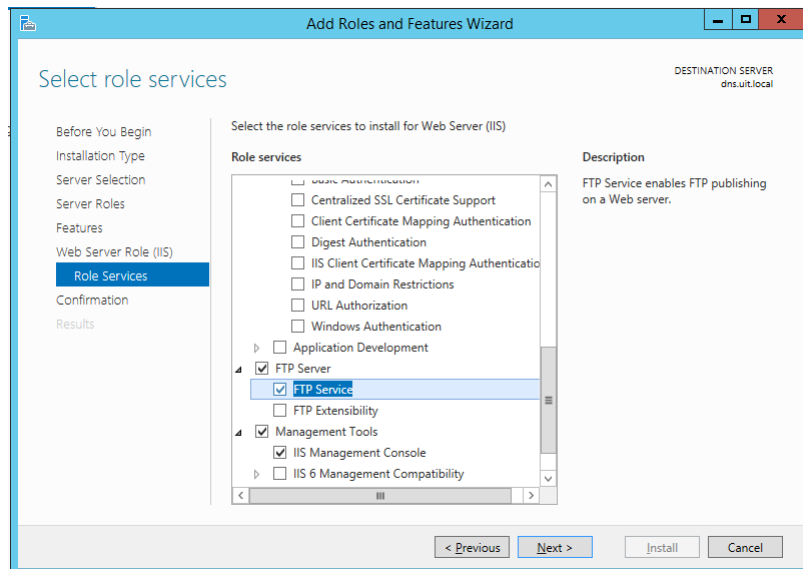 Add Roles and Features Wizard
Select role services
DESTINATION SERVER
dns.uit.local
Before You Begin
Installation Type
Server Selection
Server Roles
Features
Web Server Role (IIS)
Role Services
Confirmation
Results
Select the role services to install for Web Server (IIS)
Role services
Basic Authentication
Centralized SSL Certificate Support
Client Certificate Mapping Authentication
Digest Authentication
IIS Client Certificate Mapping Authenticatio
IP and Domain Restrictions
URL Authorization
Windows Authentication
Application Development
FTP Server
FTP Service
FTP Extensibility
Management Tools
IIS Management Console
IIS 6 Management Compatibility
Description
FTP Service enables FTP publishing
on a Web server.
< Previous
Next >
Install
Cancel